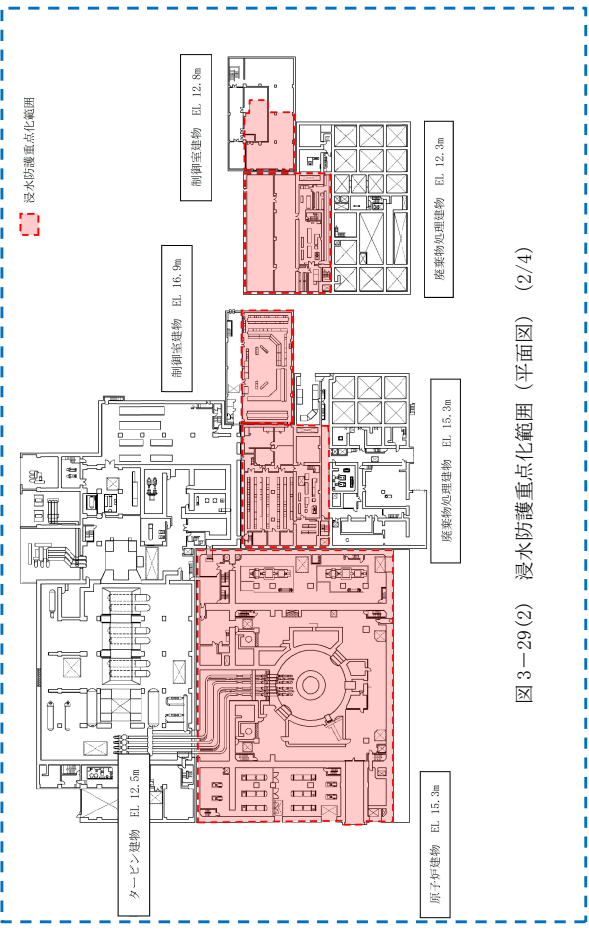 浸水防護重点化範囲
制御室建物 EL 12.8m
廃棄物処理建物 EL 12.3m
制御室建物 EL 16.9m
廃棄物処理建物 EL 15.3m
タービン建物 EL 12.5m
原子炉建物 EL 15.3m
図3－29(2) 浸水防護重点化範囲（平面図）（2/4）